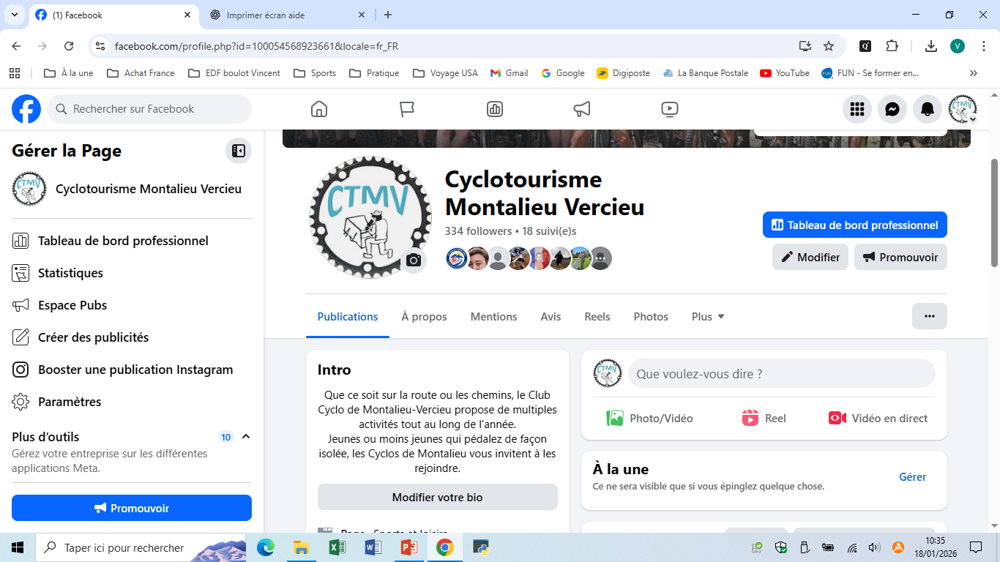 (1) Facebook
Imprimer écran aide
facebook.com/profile.php?id=100054568923661&locale=fr_FR
V
À la une
Achat France
EDF boulot Vincent
Sports
Pratique
Voyage USA
Gmail
Google
Digiposte
La Banque Postale
YouTube
FUN - Se former en...
Rechercher sur Facebook
Gérer la Page
Cyclotourisme Montalieu Vercieu
Tableau de bord professionnel
Statistiques
Espace Pubs
Créer des publicités
Booster une publication Instagram
Paramètres
Plus d’outils
10
Gérez votre entreprise sur les différentes
applications Meta.
Promouvoir
CTMV
Cyclotourisme
Montalieu Vercieu
334 followers • 18 suivi(e)s
Tableau de bord professionnel
Modifier
Promouvoir
Publications
À propos
Mentions
Avis
Reels
Photos
Plus
Intro
Que ce soit sur la route ou les chemins, le Club
Cyclo de Montalieu-Vercieu propose de multiples
activités tout au long de l'année.
Jeunes ou moins jeunes qui pédalez de façon
isolée, les Cyclos de Montalieu vous invitent à les
rejoindre.
Modifier votre bio
Page · Sports et loisirs
Que voulez-vous dire ?
Photo/Vidéo
Reel
Vidéo en direct
À la une
Ce ne sera visible que si vous épinglez quelque chose.
Gérer
Taper ici pour rechercher
10:35
18/01/2026